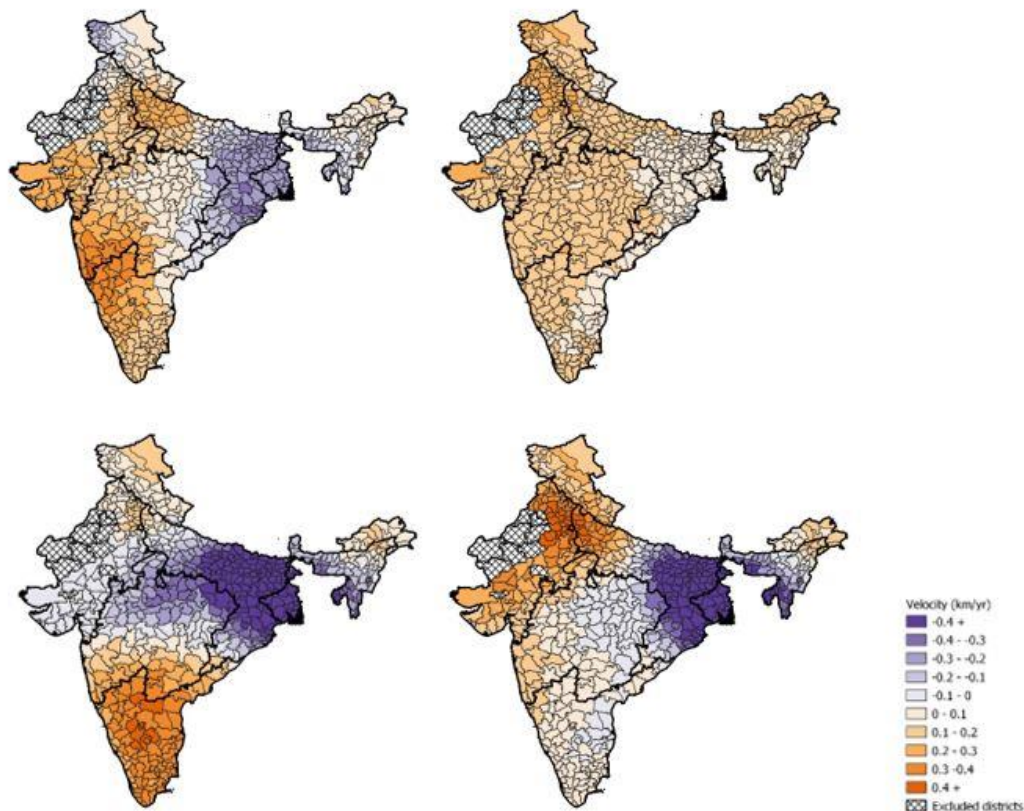 Velocity (km/yr)
-0.4 +
-0.4 - -0.3
-0.3 - -0.2
-0.2 - -0.1
-0.1 - 0
0 - 0.1
0.1 - 0.2
0.2 - 0.3
0.3 -0.4
0.4 +
Excluded districts